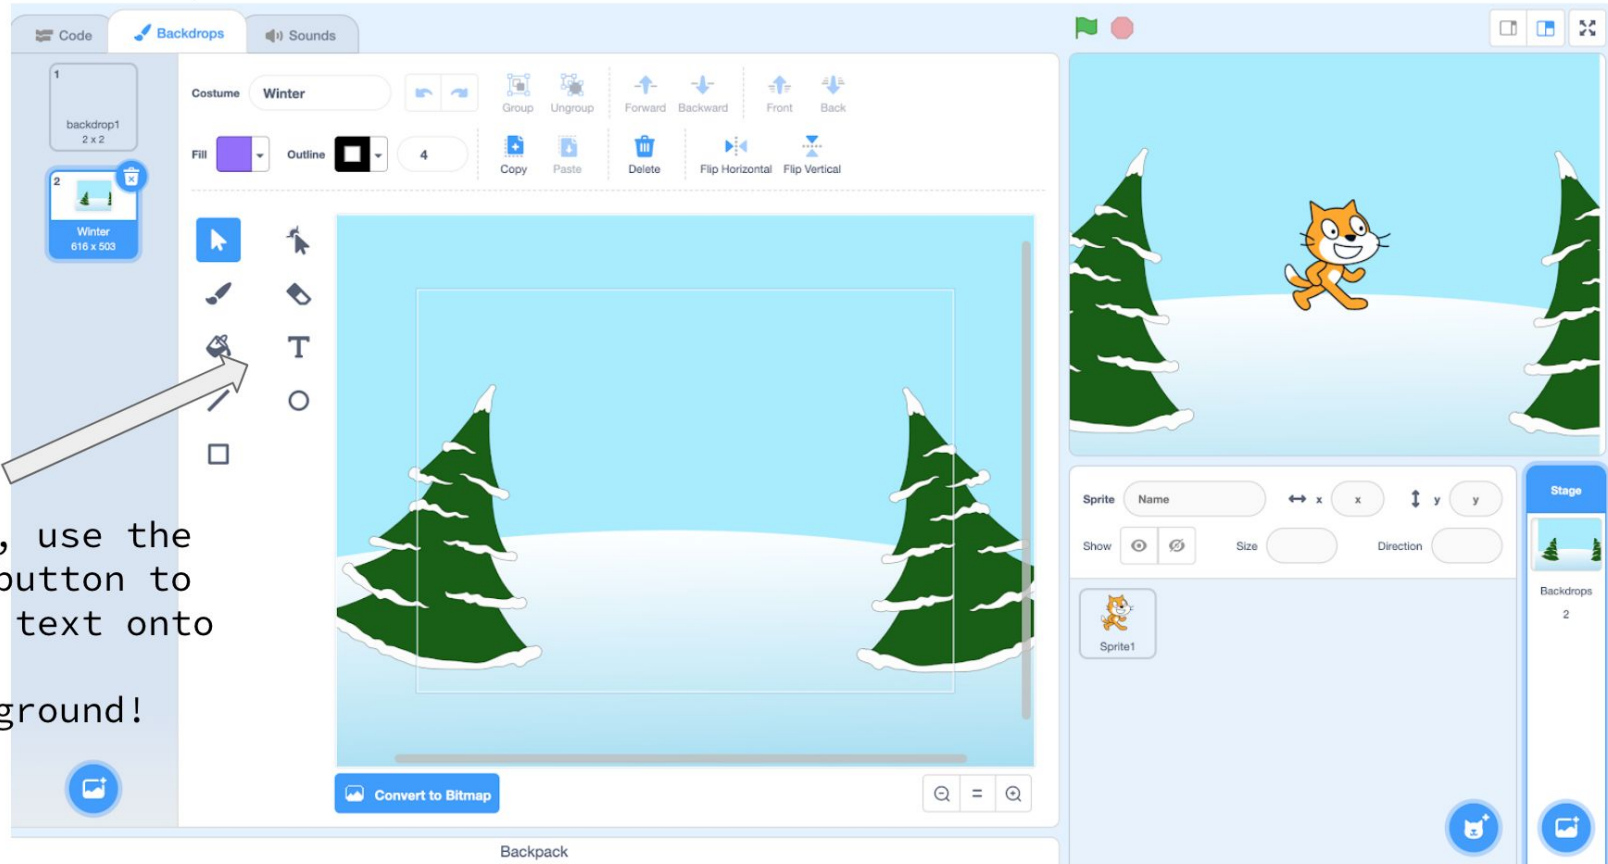 Code Backdrops Sounds
1
backdrop1
2 x 2
2
Winter
616 x 503
Costume Winter
Group Ungroup Forward Backward Front Back
Fill Outline 4
Copy Paste Delete Flip Horizontal Flip Vertical
T
, use the
button to
text onto
ground!
Convert to Bitmap
=
Backpack
Sprite Name x x y y
Show Size Direction
Sprite1
Stage
Backdrops
2